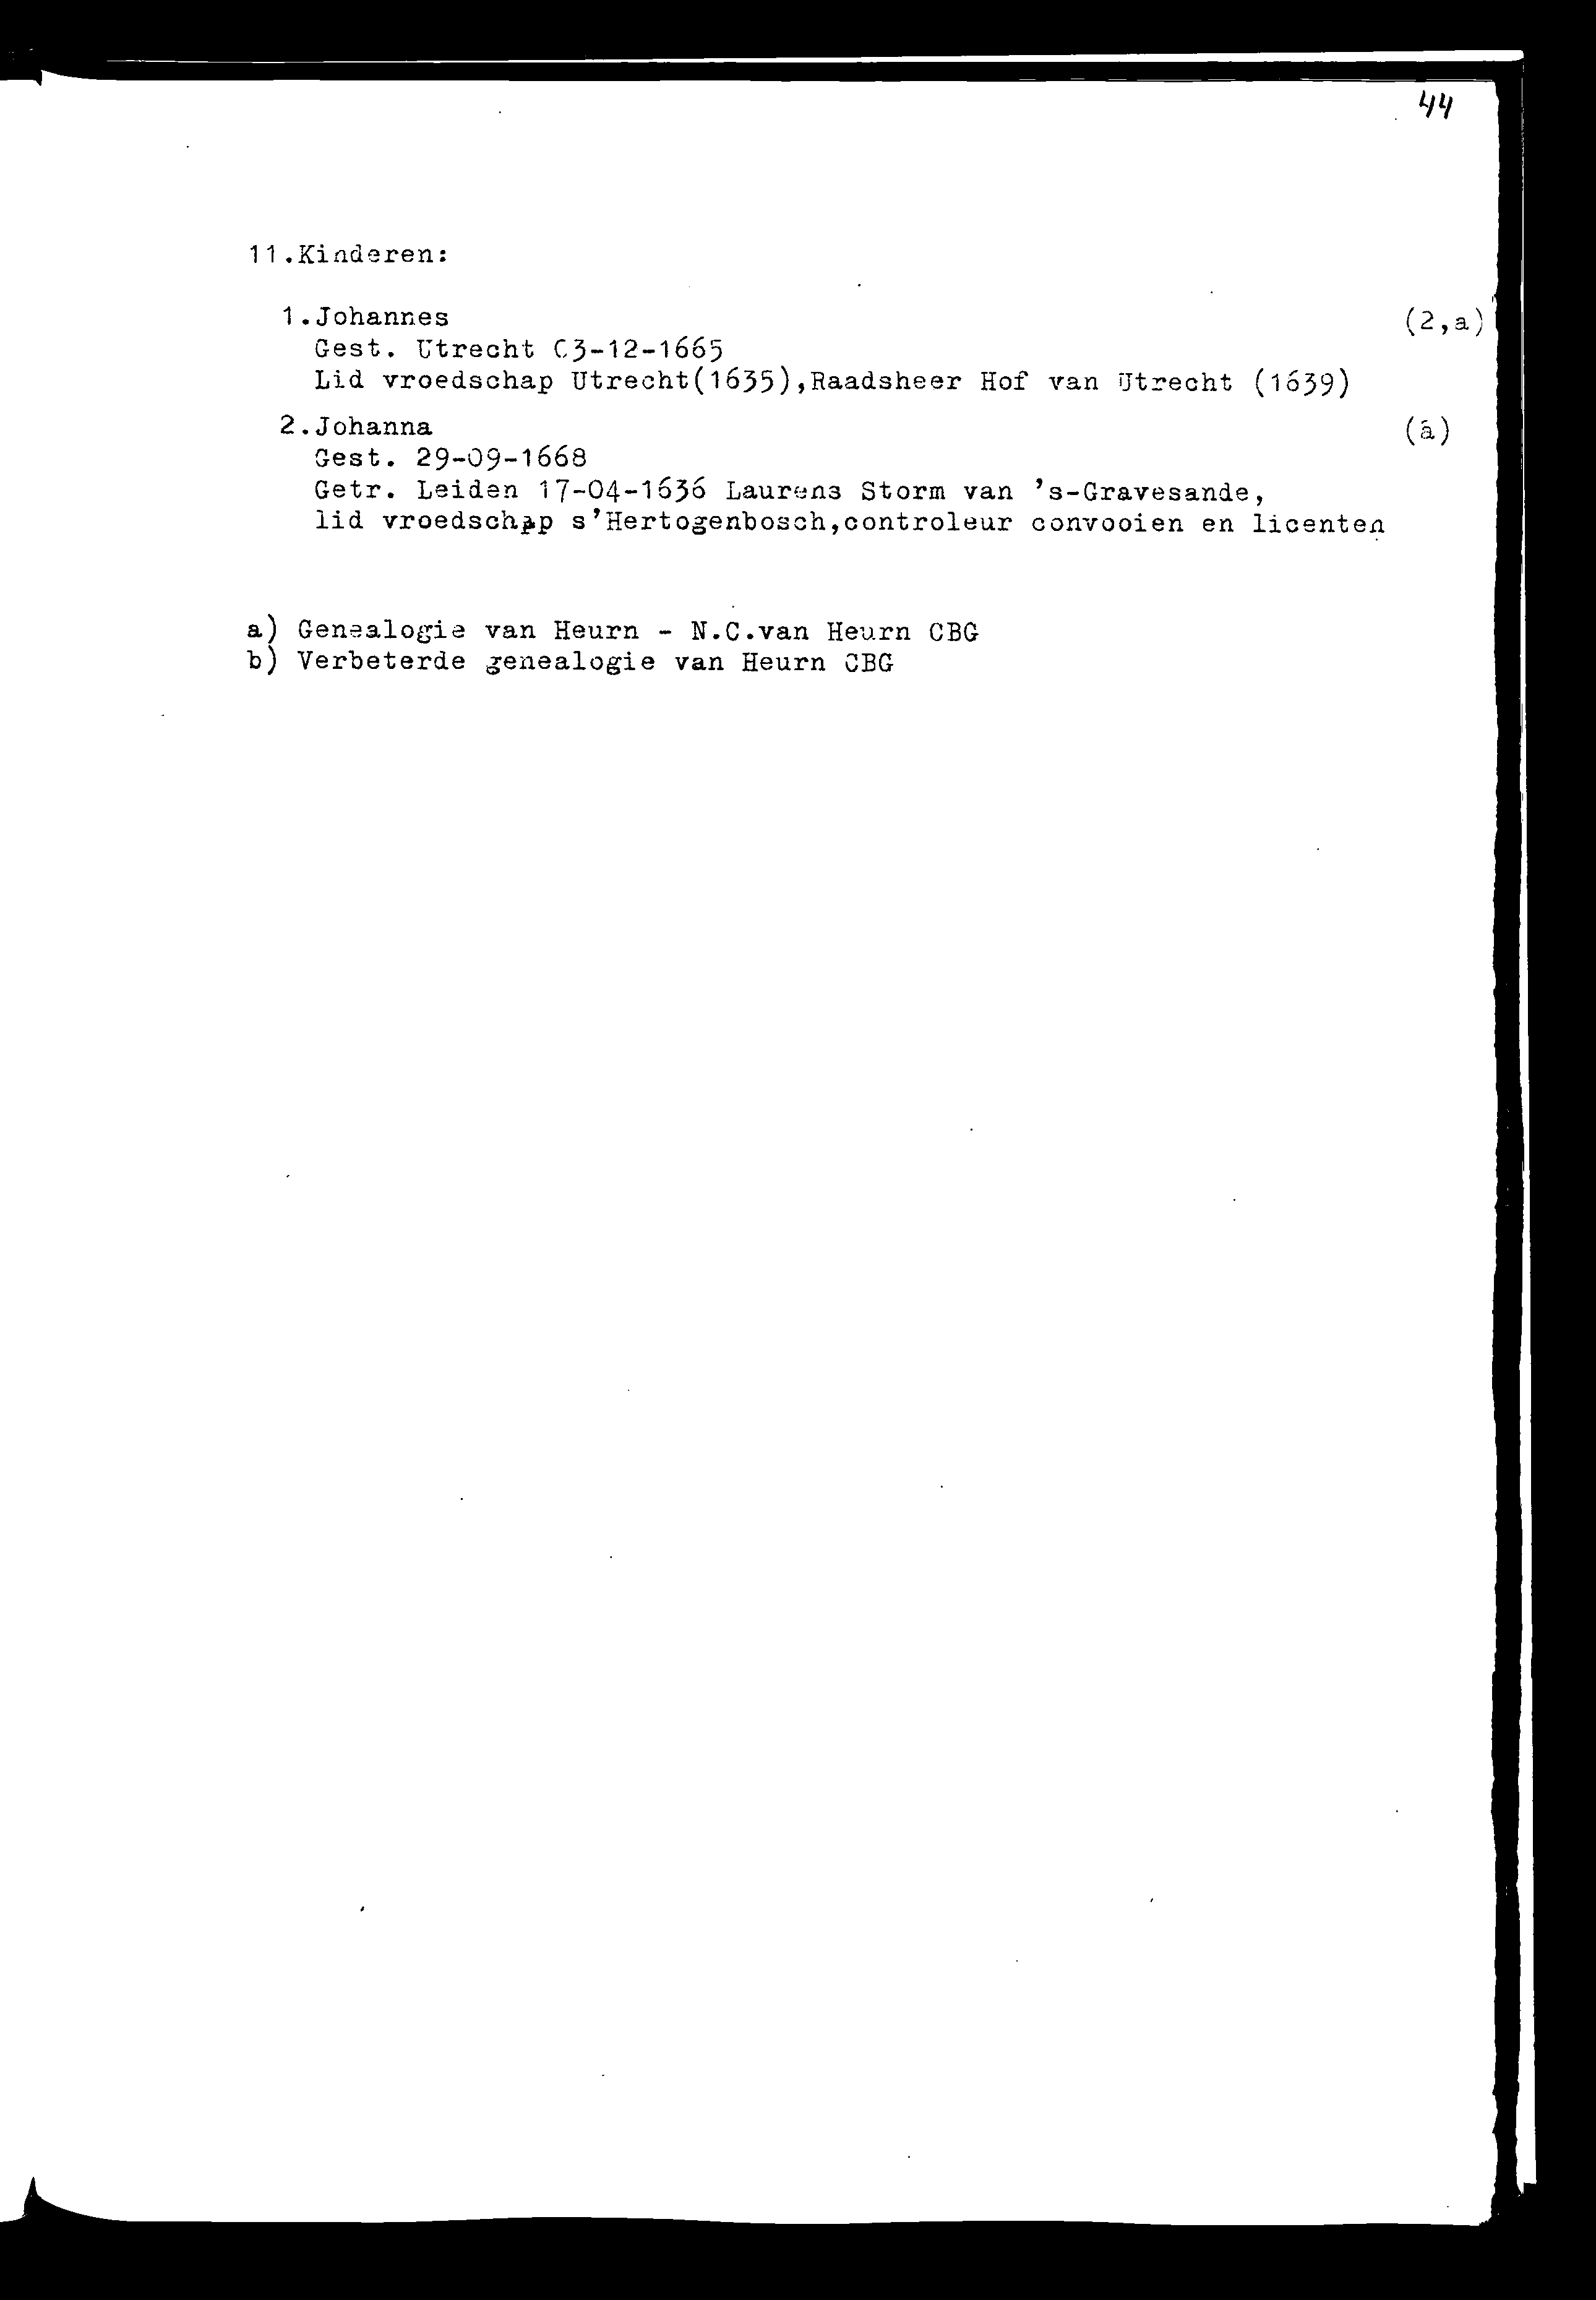 44
11.Kinderen:
1.Johannes (2,a)
Gest. Utrecht 03-12-1665
Lid vroedschap Utrecht(1635),Raadsheer Hof van Utrecht (1639)
2.Johanna (a)
Gest. 29-09-1668
Getr. Leiden 17-04-1636 Laurens Storm van 's-Gravesande,
lid vroedschap s'Hertogenbosch,controleur convooien en licenten
a) Genealogie van Heurn - N.C.van Heurn CBG
b) Verbeterde genealogie van Heurn CBG